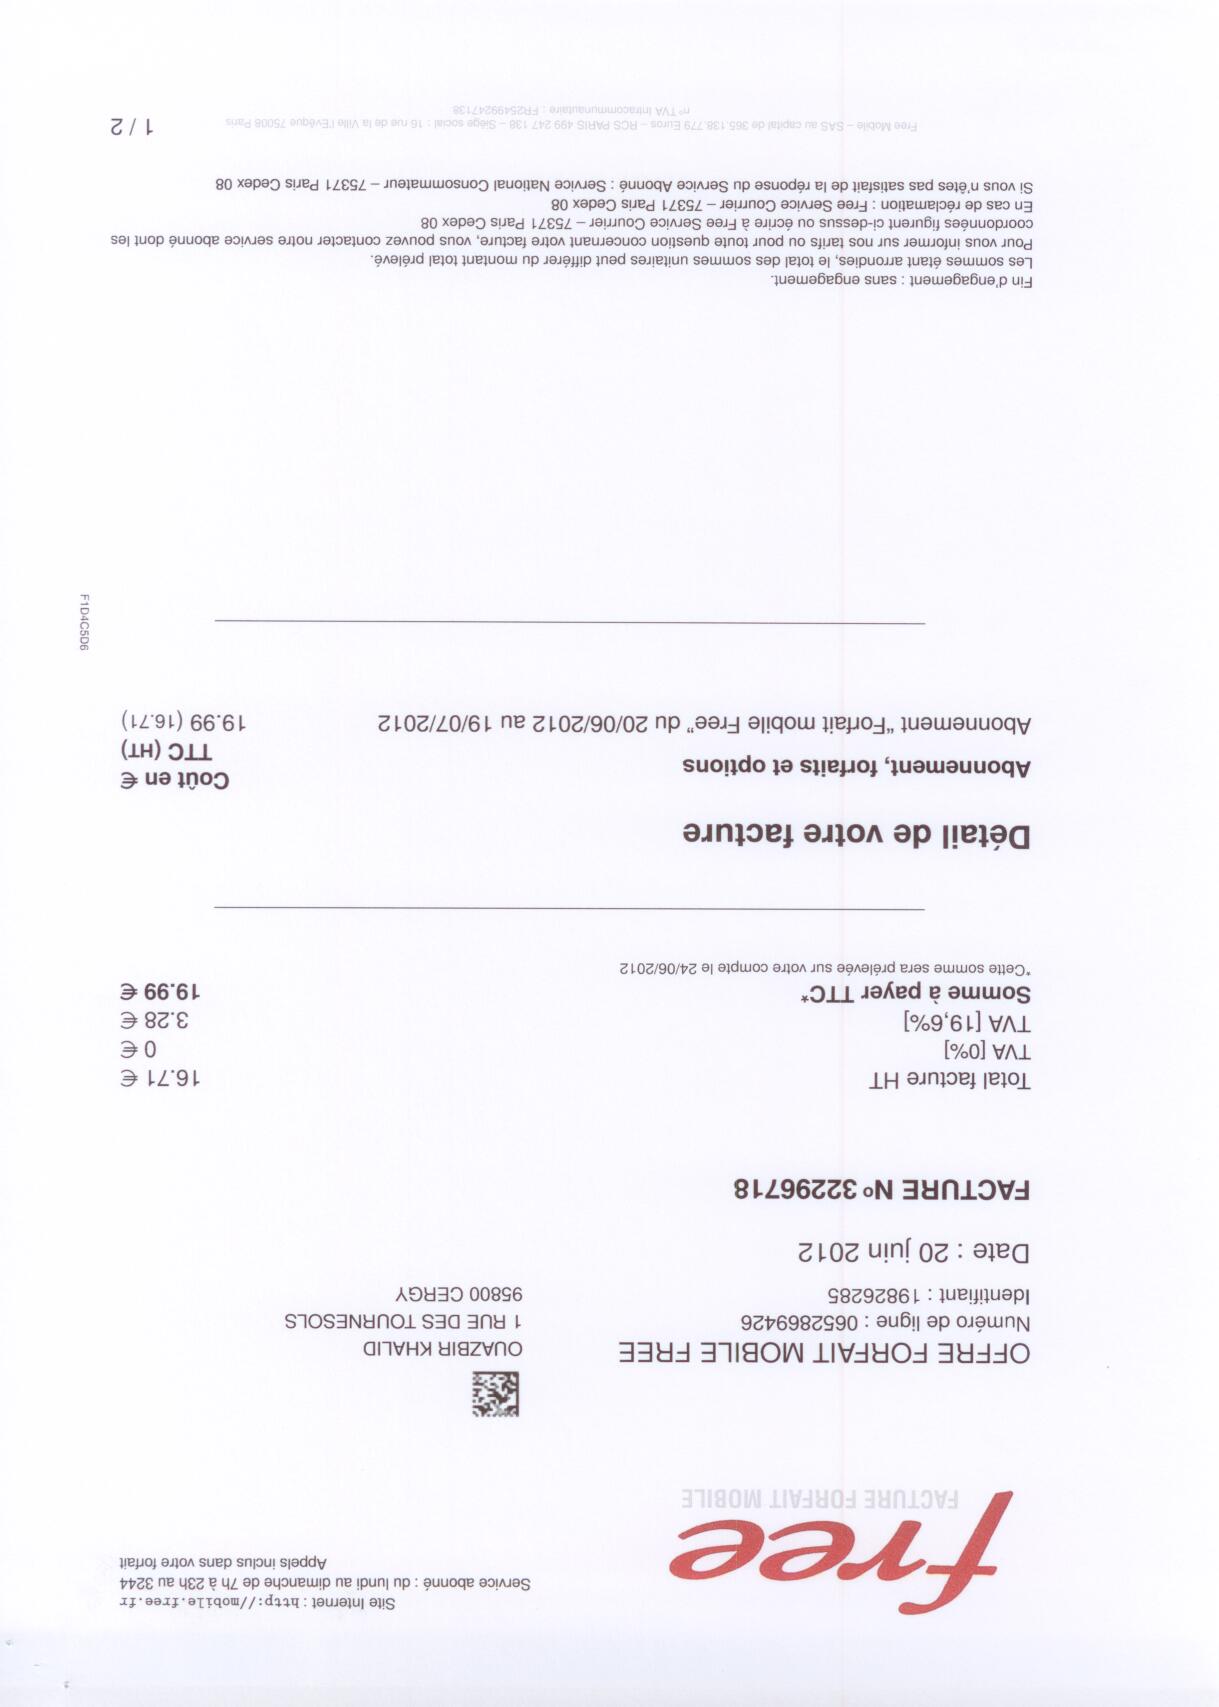 free
FACTURE FORFAIT MOBILE
Site Internet : http://mobile.free.fr
Service abonné : du lundi au dimanche de 7h à 23h au 3244
Appels inclus dans votre forfait
OFFRE FORFAIT MOBILE FREE
Numéro de ligne : 0652869426
Identifiant : 19826285
Date : 20 juin 2012
OUAZBIR KHALID
1 RUE DES TOURNESOLS
95800 CERGY
FACTURE Nº 32296718
Total facture HT 16.71 €
TVA [0%] 0 €
TVA [19,6%] 3.28 €
Somme à payer TTC* 19.99 €
*Cette somme sera prélevée sur votre compte le 24/06/2012
Détail de votre facture
Abonnement, forfaits et options Coût en €
TTC (HT)
Abonnement "Forfait mobile Free" du 20/06/2012 au 19/07/2012 19.99 (16.71)
F1D4C5D6
Fin d'engagement : sans engagement.
Les sommes étant arrondies, le total des sommes unitaires peut différer du montant total prélevé.
Pour vous informer sur nos tarifs ou pour toute question concernant votre facture, vous pouvez contacter notre service abonné dont les
coordonnées figurent ci-dessus ou écrire à Free Service Courrier – 75371 Paris Cedex 08
En cas de réclamation : Free Service Courrier – 75371 Paris Cedex 08
Si vous n'êtes pas satisfait de la réponse du Service Abonné : Service National Consommateur – 75371 Paris Cedex 08
Free Mobile – SAS au capital de 365.138.779 Euros – RCS PARIS 499 247 138 – Siège social : 16 rue de la Ville l'Evêque 75008 Paris
nº TVA Intracommunautaire : FR25499247138
1 / 2